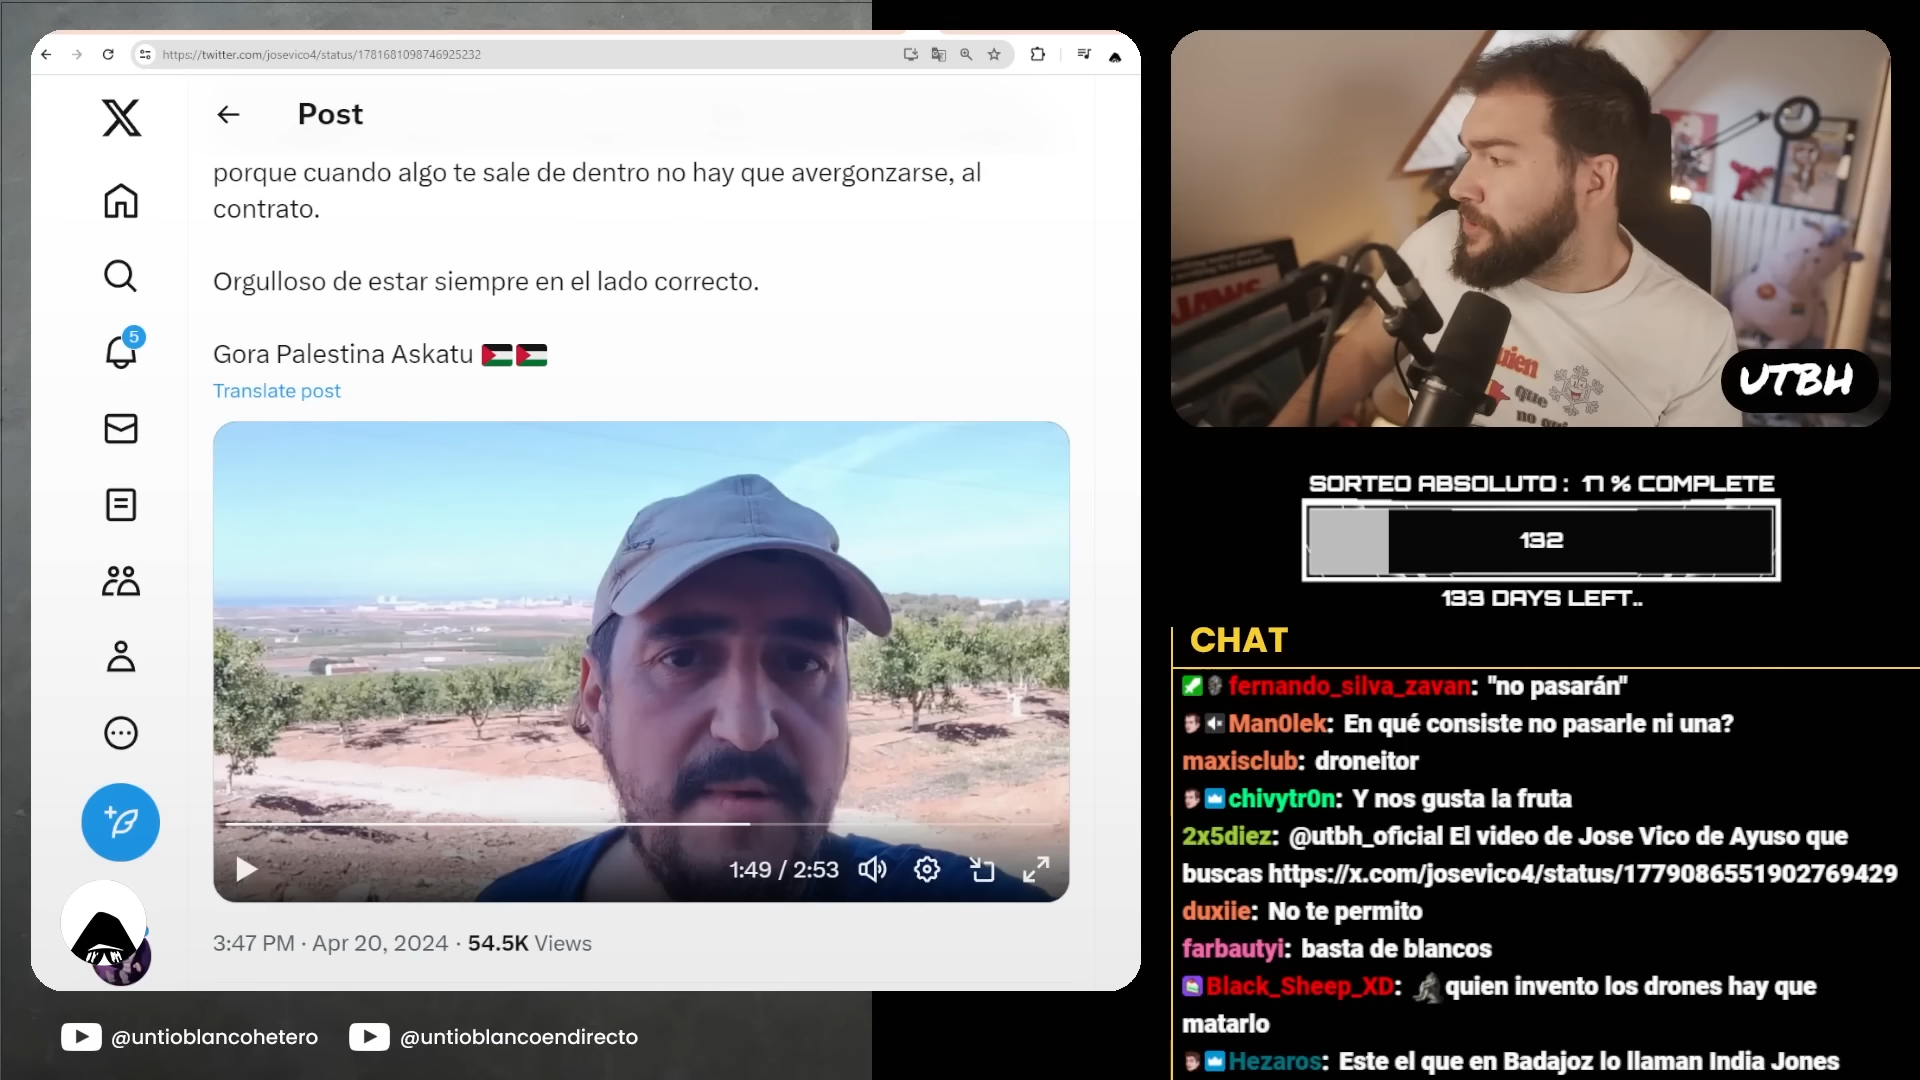 https://twitter.com/josevico4/status/1781681098746925232
Post
porque cuando algo te sale de dentro no hay que avergonzarse, al
contrato.
Orgulloso de estar siempre en el lado correcto.
Gora Palestina Askatu
Translate post
5
1:49 / 2:53
3:47 PM · Apr 20, 2024 · 54.5K Views
@untioblancohetero
@untioblancoendirecto
JAWS
uien
que
UTBH
SORTEO ABSOLUTO : 17 % COMPLETE
132
133 DAYS LEFT..
CHAT
fernando_silva_zavan: "no pasarán"
Man0lek: En qué consiste no pasarle ni una?
maxisclub: droneitor
chivytr0n: Y nos gusta la fruta
2x5diez: @utbh_oficial El video de Jose Vico de Ayuso que
buscas https://x.com/josevico4/status/1779086551902769429
duxiie: No te permito
farbautyi: basta de blancos
Black_Sheep_XD: quien invento los drones hay que
matarlo
Hezaros: Este el que en Badajoz lo llaman India Jones